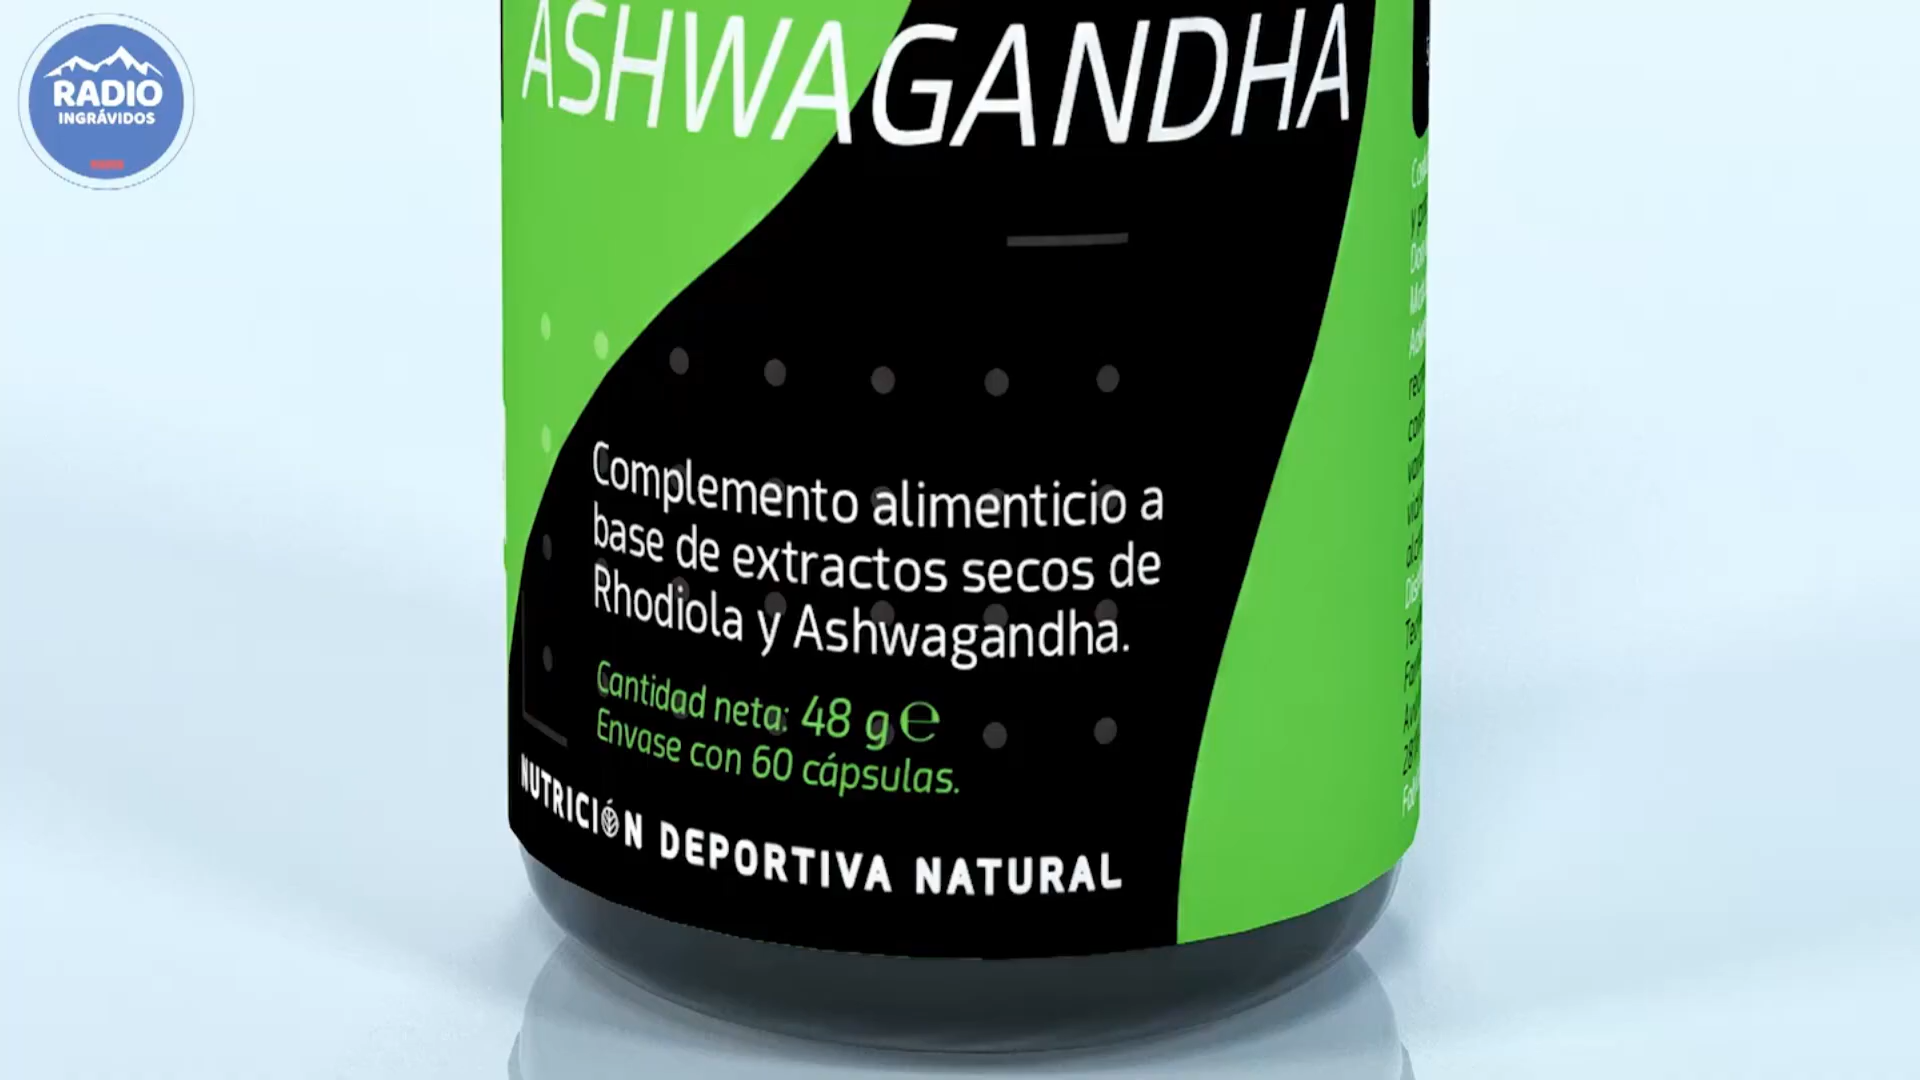 RADIO
INGRÁVIDOS
ASHWAGANDHA
Complemento alimenticio a
base de extractos secos de
Rhodiola y Ashwagandha.
Cantidad neta: 48 g e
Envase con 60 cápsulas.
NUTRICIÓN DEPORTIVA NATURAL